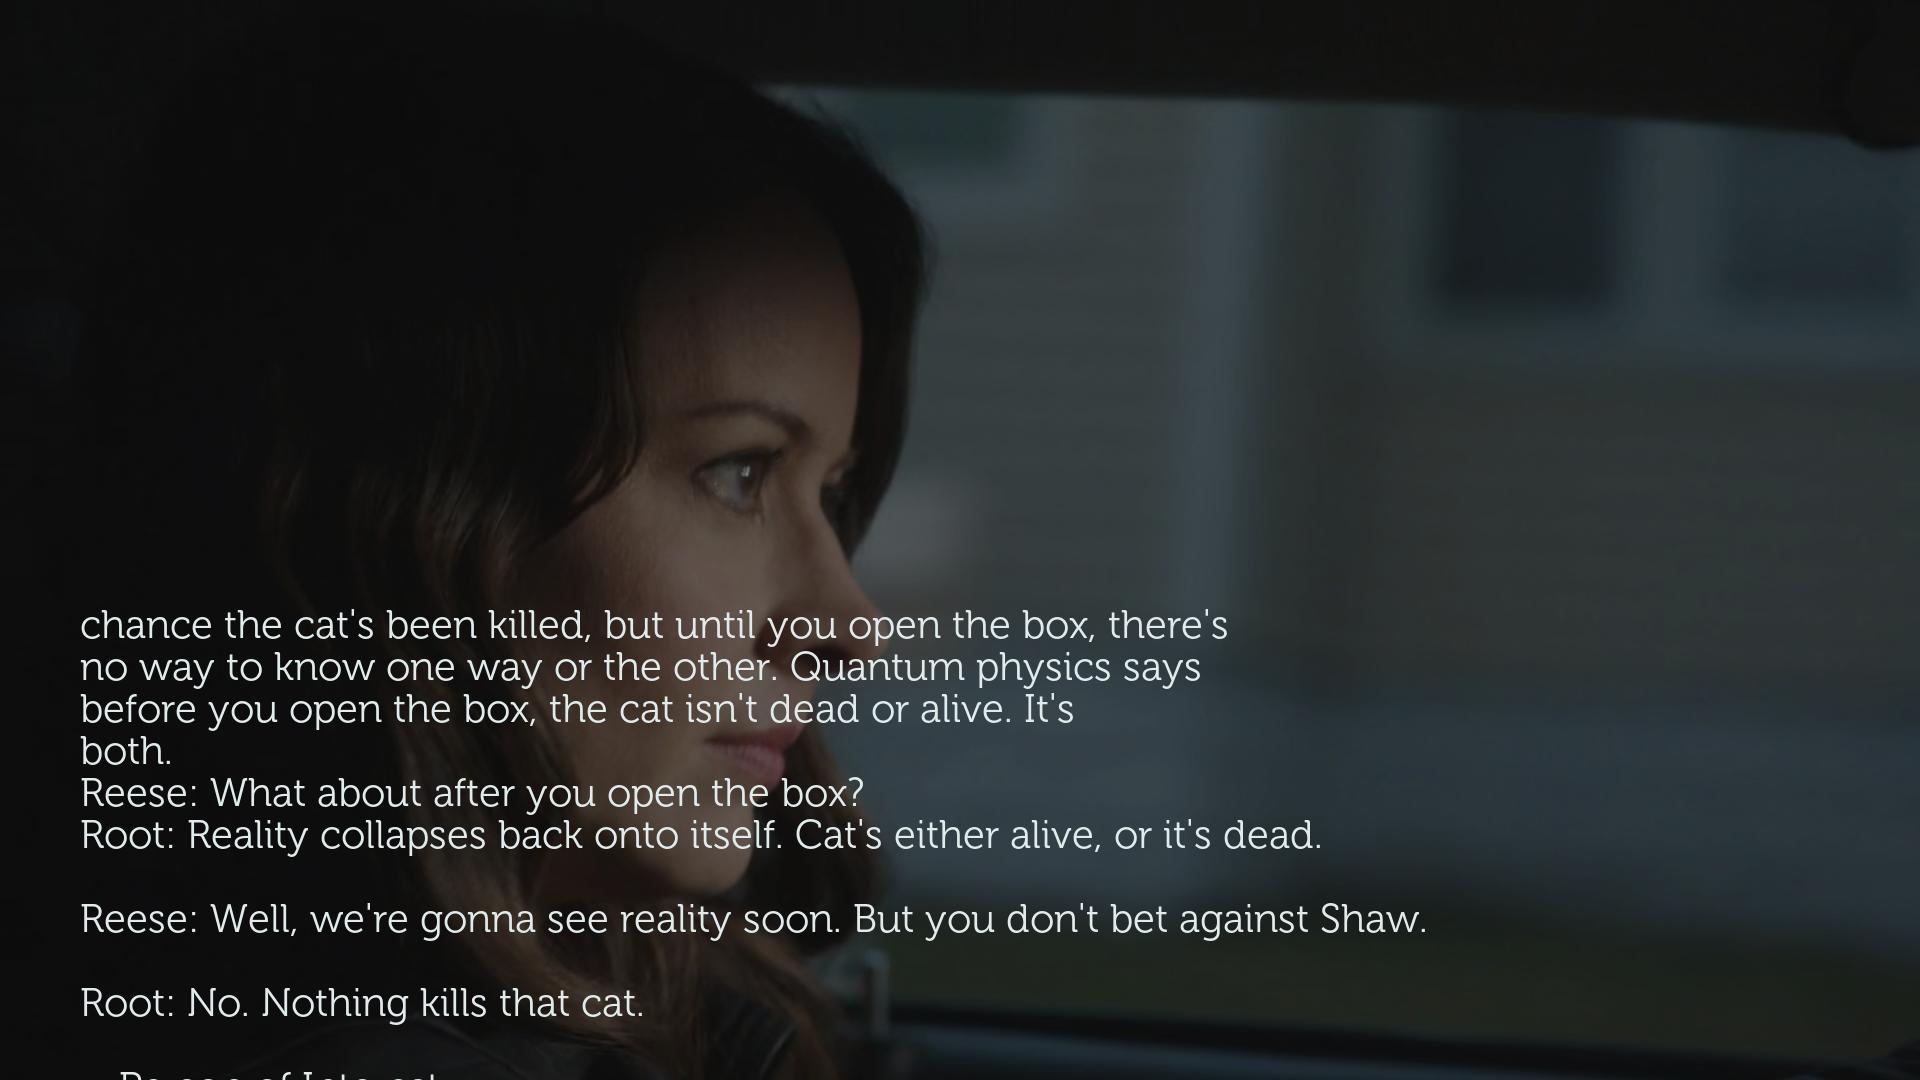 chance the cat's been killed, but until you open the box, there's
no way to know one way or the other. Quantum physics says
before you open the box, the cat isn't dead or alive. It's
both.
Reese: What about after you open the box?
Root: Reality collapses back onto itself. Cat's either alive, or it's dead.
Reese: Well, we're gonna see reality soon. But you don't bet against Shaw.
Root: No. Nothing kills that cat.
Person of Interest